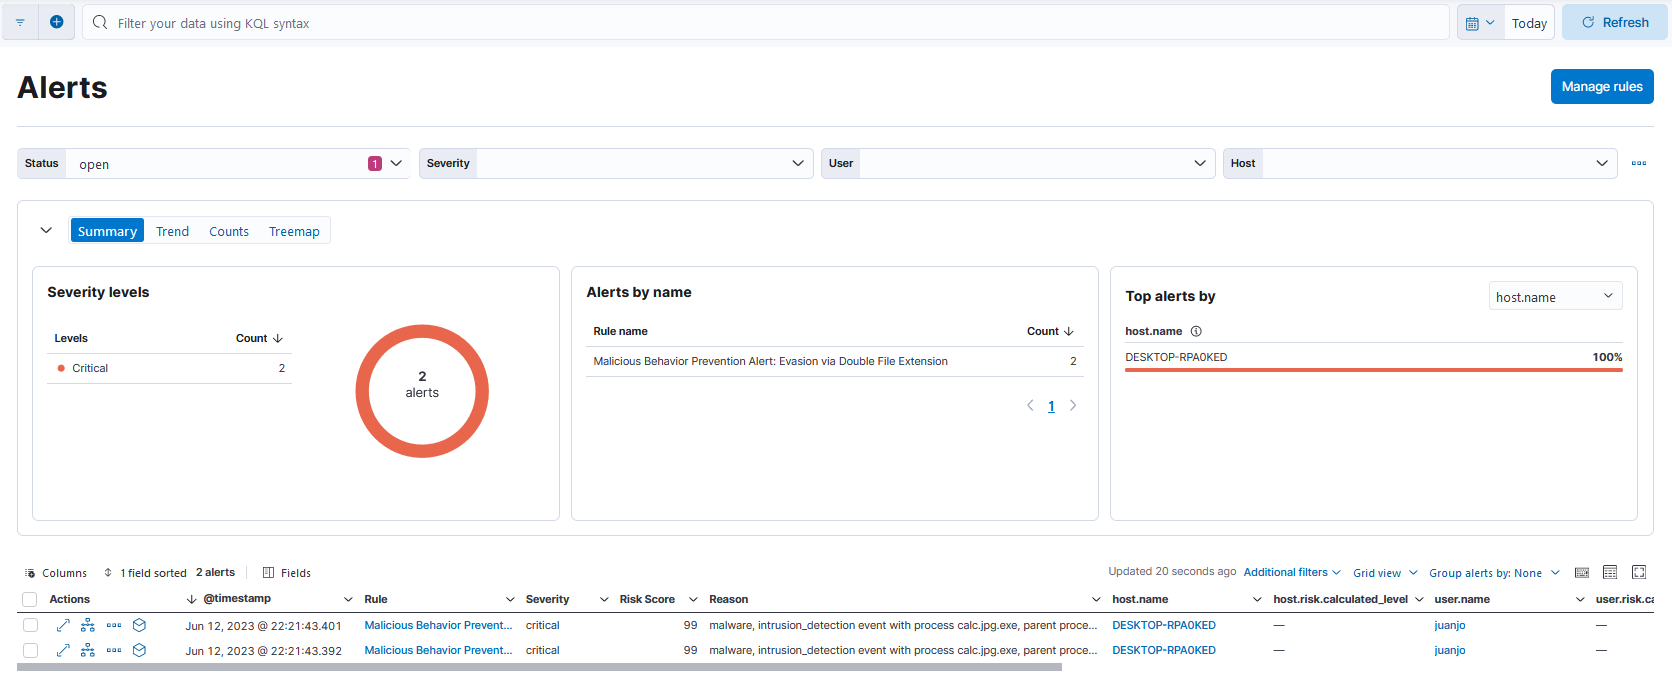 Filter your data using KQL syntax
Today
Refresh
Alerts
Manage rules
Status open 1
Severity
User
Host
Summary Trend Counts Treemap
Severity levels
Levels Count
Critical 2
2
alerts
Alerts by name
Rule name Count
Malicious Behavior Prevention Alert: Evasion via Double File Extension 2
1
Top alerts by host.name
host.name
DESKTOP-RPA0KED 100%
Columns 1 field sorted 2 alerts Fields
Updated 20 seconds ago Additional filters Grid view Group alerts by: None
Actions @timestamp Rule Severity Risk Score Reason host.name host.risk.calculated_level user.name user.risk.ca
Jun 12, 2023 @ 22:21:43.401 Malicious Behavior Prevent... critical 99 malware, intrusion_detection event with process calc.jpg.exe, parent proce... DESKTOP-RPA0KED — juanjo —
Jun 12, 2023 @ 22:21:43.392 Malicious Behavior Prevent... critical 99 malware, intrusion_detection event with process calc.jpg.exe, parent proce... DESKTOP-RPA0KED — juanjo —